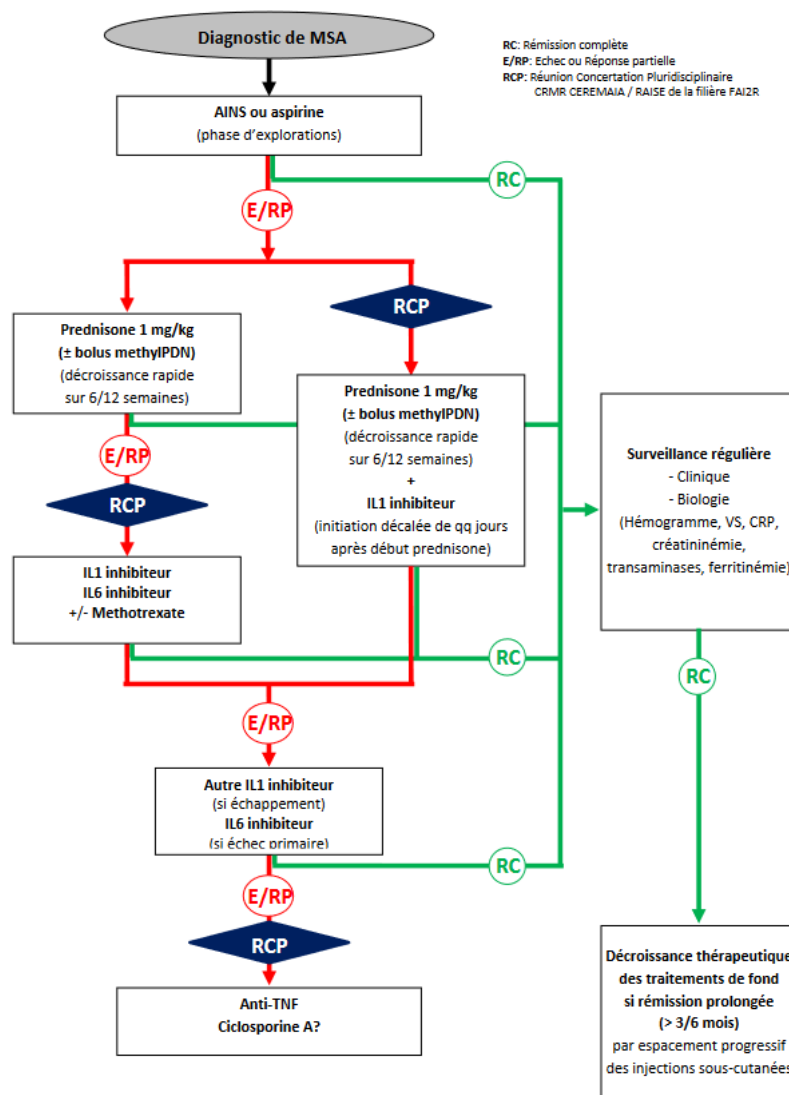 Diagnostic de MSA
RC: Rémission complète
E/RP: Echec ou Réponse partielle
RCP: Réunion Concertation Pluridisciplinaire
CRMR CEREMAIA / RAISE de la filière FAI2R
AINS ou aspirine
(phase d'explorations)
RC
E/RP
RCP
Prednisone 1 mg/kg
(± bolus methylPDN)
(décroissance rapide
sur 6/12 semaines)
Prednisone 1 mg/kg
(± bolus methylPDN)
(décroissance rapide
sur 6/12 semaines)
+
IL1 inhibiteur
(initiation décalée de qq jours
après début prednisone)
E/RP
RCP
IL1 inhibiteur
IL6 inhibiteur
+/- Methotrexate
RC
E/RP
Autre IL1 inhibiteur
(si échappement)
IL6 inhibiteur
(si échec primaire)
RC
E/RP
RCP
Anti-TNF
Ciclosporine A?
Surveillance régulière
- Clinique
- Biologie
(Hémogramme, VS, CRP,
créatininémie,
transaminases, ferritinémie)
RC
Décroissance thérapeutique
des traitements de fond
si rémission prolongée
(> 3/6 mois)
par espacement progressif
des injections sous-cutanées